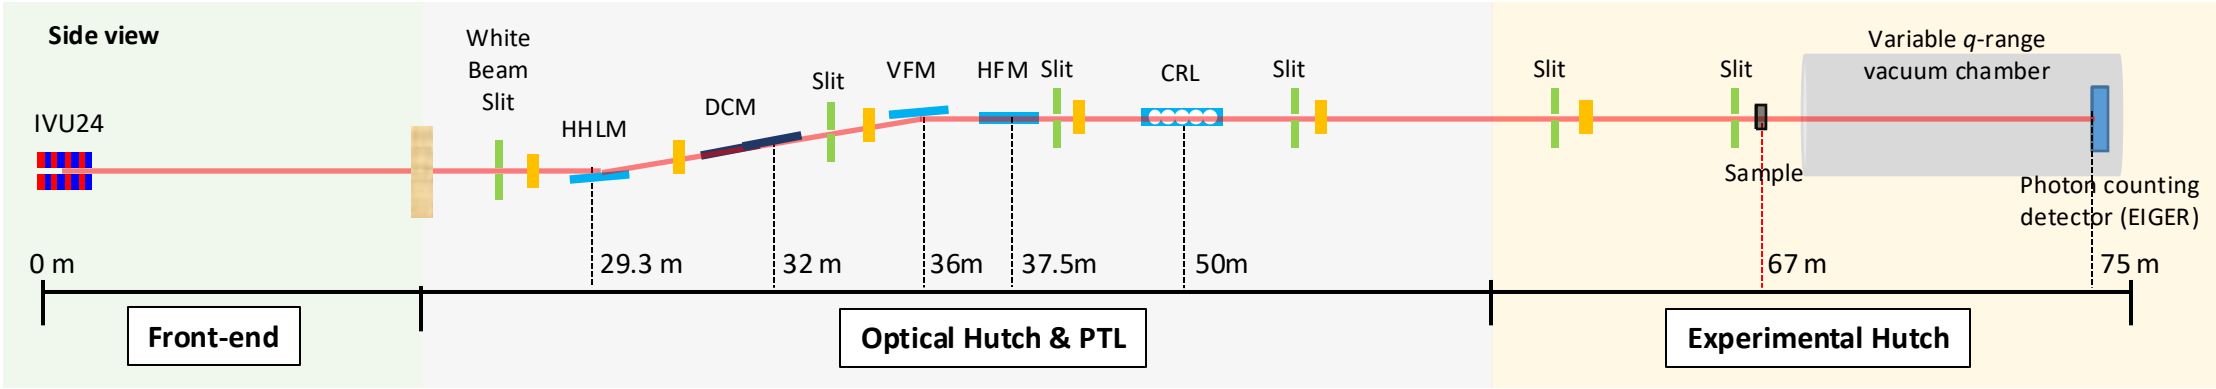 Side view
IVU24
White
Beam
Slit
HHLM
DCM
Slit
VFM
HFM
Slit
CRL
Slit
Slit
Slit
Variable q-range
vacuum chamber
Sample
Photon counting
detector (EIGER)
0 m
29.3 m
32 m
36m
37.5m
50m
67 m
75 m
Front-end
Optical Hutch & PTL
Experimental Hutch